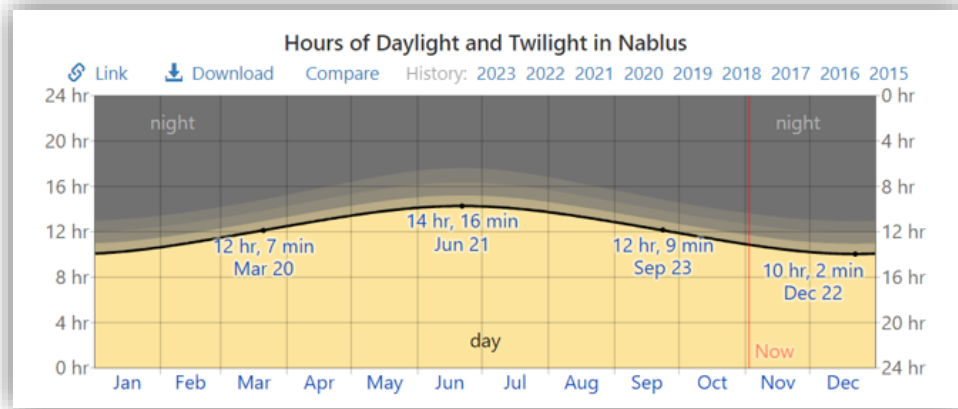 Hours of Daylight and Twilight in Nablus
Link Download Compare History: 2023 2022 2021 2020 2019 2018 2017 2016 2015
24 hr 0 hr
night night
20 hr 4 hr
16 hr 8 hr
14 hr, 16 min
Jun 21
12 hr 12 hr
12 hr, 7 min 12 hr, 9 min
Mar 20 Sep 23
10 hr, 2 min
Dec 22
8 hr 16 hr
4 hr 20 hr
day
Now
0 hr 24 hr
Jan Feb Mar Apr May Jun Jul Aug Sep Oct Nov Dec